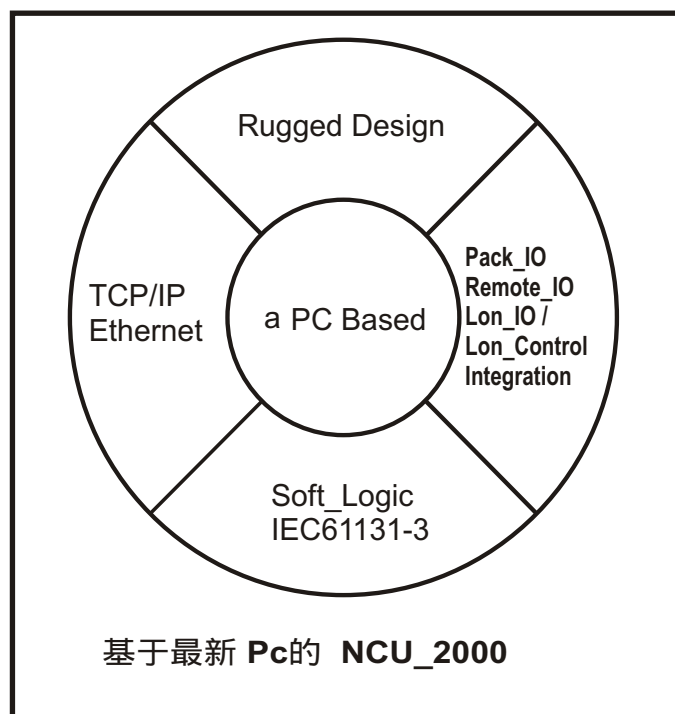 Rugged Design
TCP/IP
Ethernet
a PC Based
Pack_IO
Remote_IO
Lon_IO /
Lon_Control
Integration
Soft_Logic
IEC61131-3
基于最新 Pc的 NCU_2000